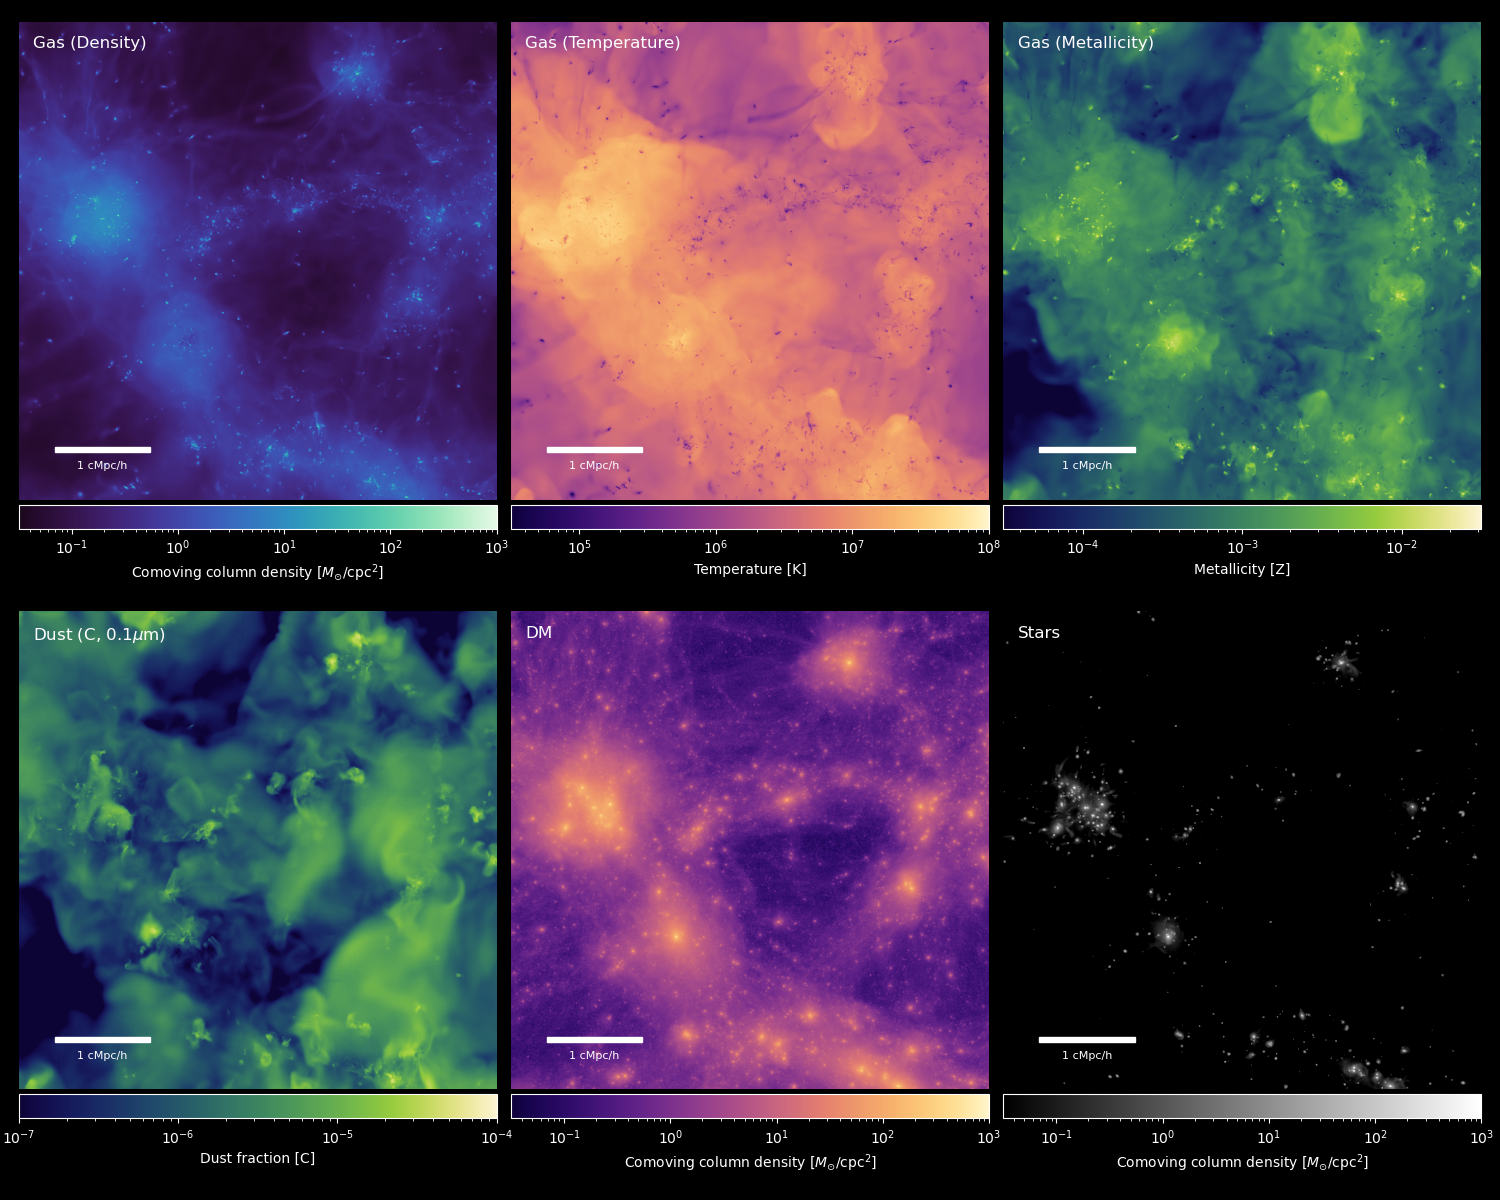 Gas (Density)
Gas (Temperature)
Gas (Metallicity)
1 cMpc/h
1 cMpc/h
1 cMpc/h
10⁻¹ 10⁰ 10¹ 10² 10³
10⁵ 10⁶ 10⁷ 10⁸
10⁻⁴ 10⁻³ 10⁻²
Comoving column density [M⊙/cpc²]
Temperature [K]
Metallicity [Z]
Dust (C, 0.1μm)
DM
Stars
1 cMpc/h
1 cMpc/h
1 cMpc/h
10⁻⁷ 10⁻⁶ 10⁻⁵ 10⁻⁴
10⁻¹ 10⁰ 10¹ 10² 10³
10⁻¹ 10⁰ 10¹ 10² 10³
Dust fraction [C]
Comoving column density [M⊙/cpc²]
Comoving column density [M⊙/cpc²]